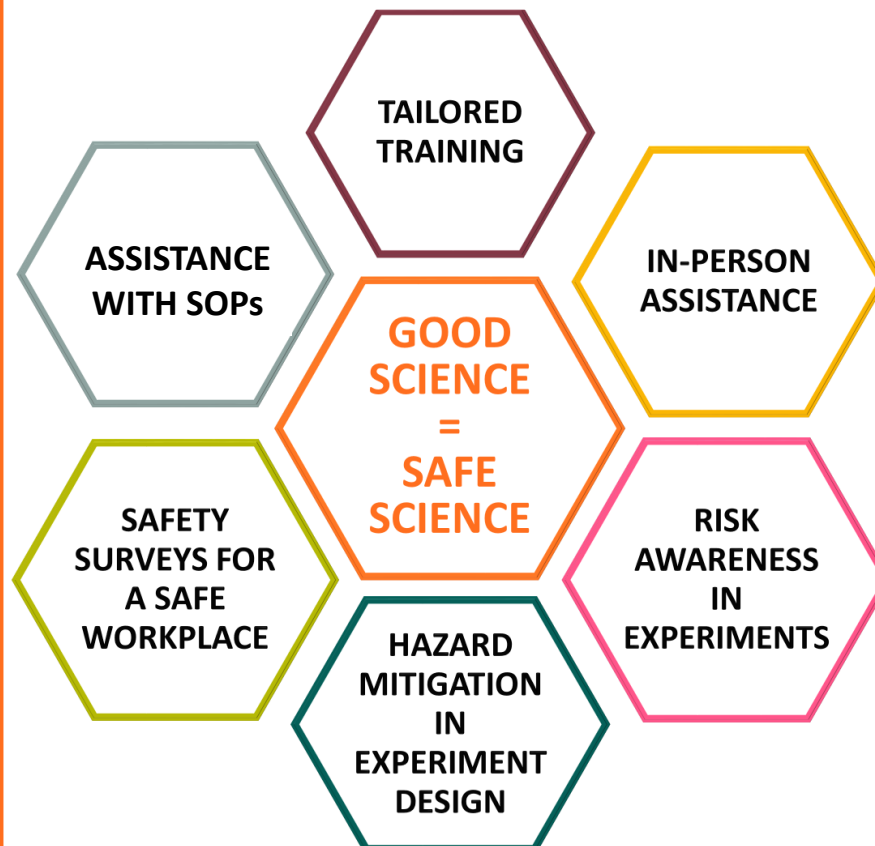 TAILORED
TRAINING
ASSISTANCE
WITH SOPs
IN-PERSON
ASSISTANCE
GOOD
SCIENCE
=
SAFE
SCIENCE
SAFETY
SURVEYS FOR
A SAFE
WORKPLACE
RISK
AWARENESS
IN
EXPERIMENTS
HAZARD
MITIGATION
IN
EXPERIMENT
DESIGN